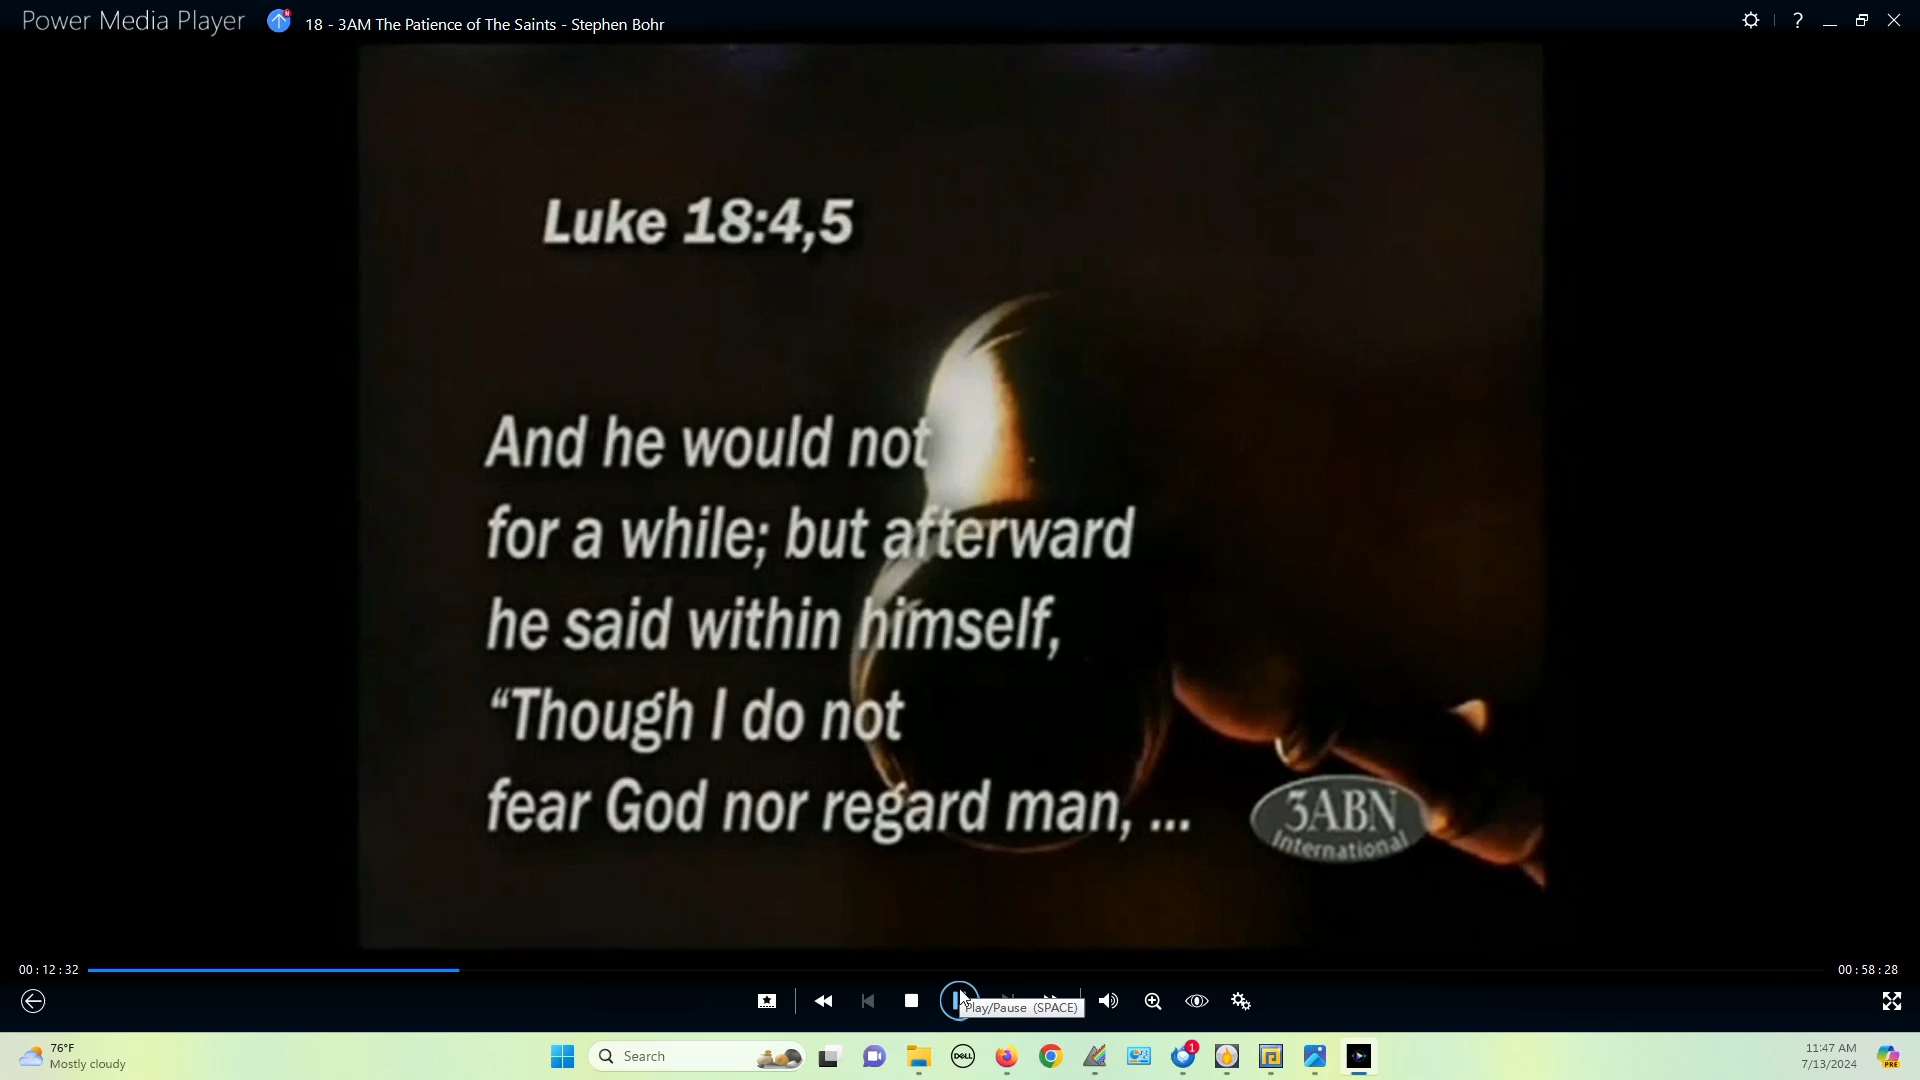 Power Media Player
N
18 - 3AM The Patience of The Saints - Stephen Bohr
?
Luke 18:4,5
And he would not
for a while; but afterward
he said within himself,
“Though I do not
fear God nor regard man, ...
3ABN
International
00:12:32
00:58:28
Play/Pause (SPACE)
76°F
Mostly cloudy
Search
DELL
1
11:47 AM
7/13/2024
PRE